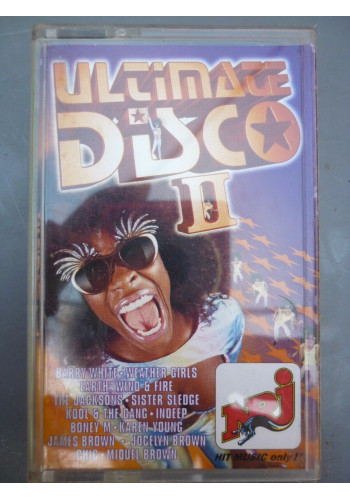 ULTIMATE
DISCO
II
BARRY WHITE • WEATHER GIRLS
EARTH, WIND & FIRE
THE JACKSONS • SISTER SLEDGE
KOOL & THE GANG • INDEEP
BONEY M • KAREN YOUNG
JAMES BROWN • JOCELYN BROWN
CHIC • MIQUEL BROWN
NRJ
HIT MUSIC only !